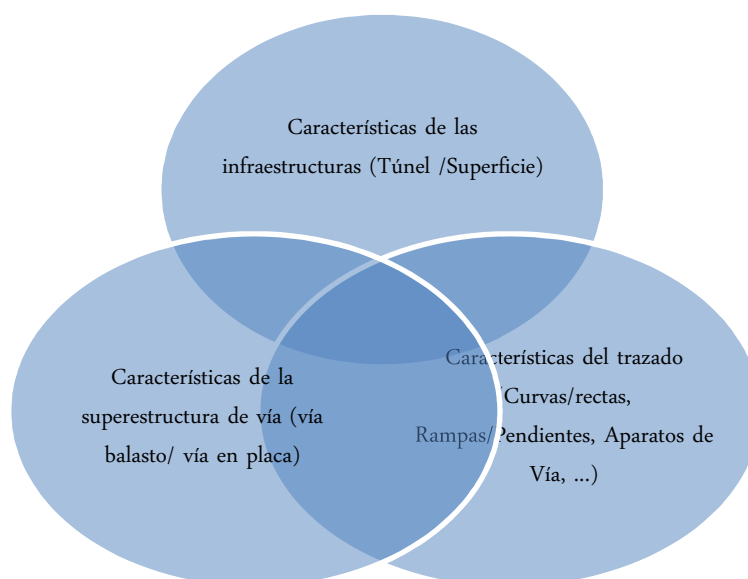 Características de las
infraestructuras (Túnel /Superficie)
Características de la
superestructura de vía (vía
balasto/ vía en placa)
Características del trazado
(Curvas/rectas,
Rampas/Pendientes, Aparatos de
Vía, ...)